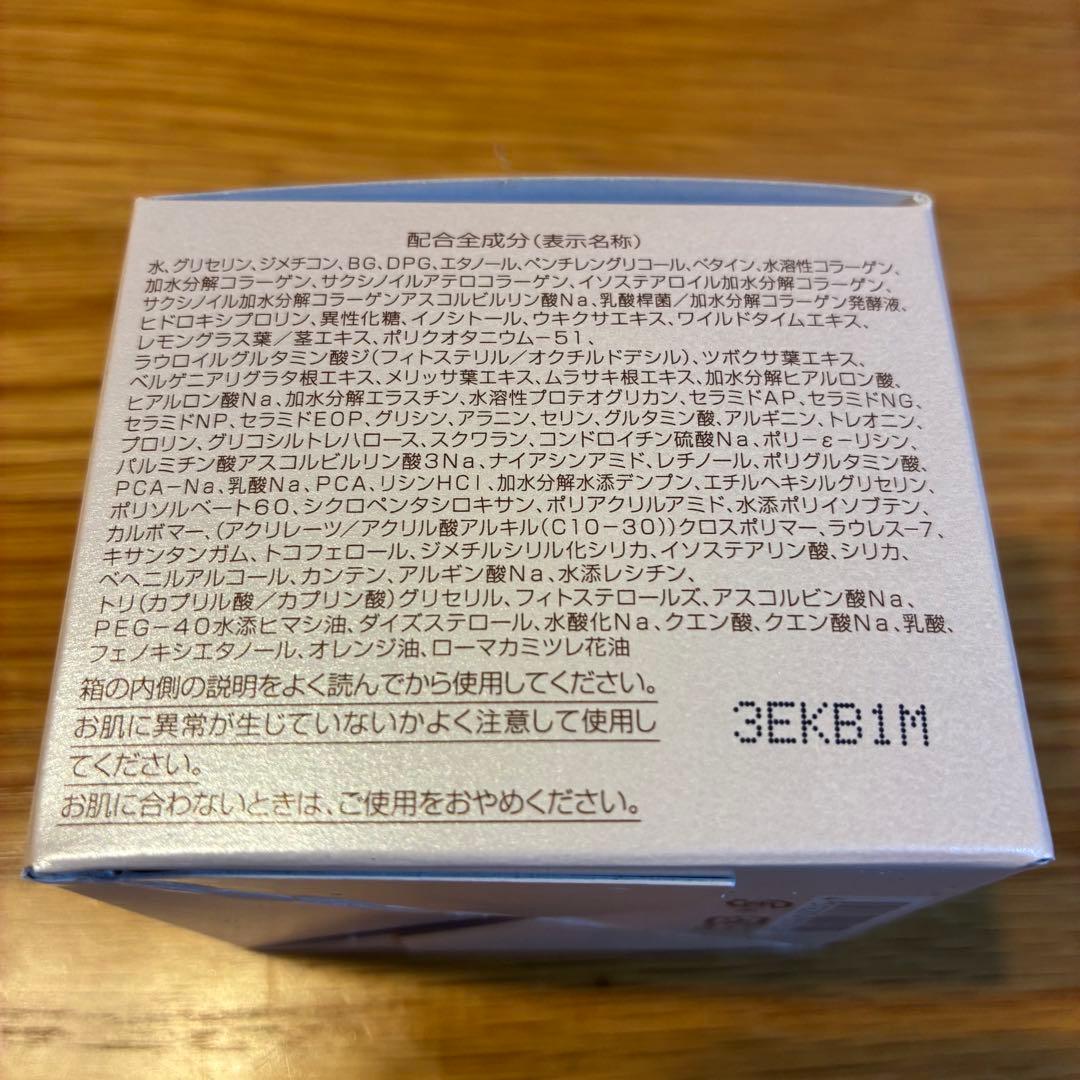 配合全成分(表示名称)
水、グリセリン、ジメチコン、BG、DPG、エタノール、ペンチレングリコール、ベタイン、水溶性コラーゲン、
加水分解コラーゲン、サクシノイルアテロコラーゲン、イソステアロイル加水分解コラーゲン、
サクシノイル加水分解コラーゲンアスコルビルリン酸Na、乳酸桿菌/加水分解コラーゲン発酵液、
ヒドロキシプロリン、異性化糖、イノシトール、ウキクサエキス、ワイルドタイムエキス、
レモングラス葉/茎エキス、ポリクオタニウム-51、
ラウロイルグルタミン酸ジ(フィトステリル/オクチルドデシル)、ツボクサ葉エキス、
ベルゲニアリグラタ根エキス、メリッサ葉エキス、ムラサキ根エキス、加水分解ヒアルロン酸、
ヒアルロン酸Na、加水分解エラスチン、水溶性プロテオグリカン、セラミドAP、セラミドNG、
セラミドNP、セラミドEOP、グリシン、アラニン、セリン、グルタミン酸、アルギニン、トレオニン、
プロリン、グリコシルトレハロース、スクワラン、コンドロイチン硫酸Na、ポリ-ε-リシン、
パルミチン酸アスコルビルリン酸3Na、ナイアシンアミド、レチノール、ポリグルタミン酸、
PCA-Na、乳酸Na、PCA、リシンHCl、加水分解水添デンプン、エチルヘキシルグリセリン、
ポリソルベート60、シクロペンタシロキサン、ポリアクリルアミド、水添ポリイソブテン、
カルボマー、(アクリレーツ/アクリル酸アルキル(C10-30))クロスポリマー、ラウレス-7、
キサンタンガム、トコフェロール、ジメチルシリル化シリカ、イソステアリン酸、シリカ、
ベヘニルアルコール、カンテン、アルギン酸Na、水添レシチン、
トリ(カプリル酸/カプリン酸)グリセリル、フィトステロールズ、アスコルビン酸Na、
PEG-40水添ヒマシ油、ダイズステロール、水酸化Na、クエン酸、クエン酸Na、乳酸、
フェノキシエタノール、オレンジ油、ローマカミツレ花油
箱の内側の説明をよく読んでから使用してください。
お肌に異常が生じていないかよく注意して使用し
てください。
お肌に合わないときは、ご使用をおやめください。
3EKB1M